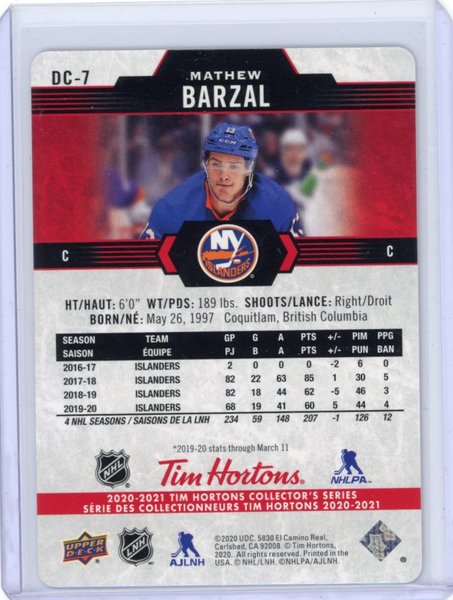 DC-7
MATHEW
BARZAL
13
CCM
C
C
NY
ISLANDERS
HT/HAUT: 6'0" WT/PDS: 189 lbs. SHOOTS/LANCE: Right/Droit
BORN/NÉ: May 26, 1997 Coquitlam, British Columbia
SEASON TEAM GP G A PTS +/- PIM PPG
SAISON ÉQUIPE PJ B A PTS +/- PUN BAN
2016-17 ISLANDERS 2 0 0 0 -2 6 0
2017-18 ISLANDERS 82 22 63 85 1 30 5
2018-19 ISLANDERS 82 18 44 62 -5 46 3
2019-20 ISLANDERS 68 19 41 60 5 44 4
4 NHL SEASONS / SAISONS DE LA LNH 234 59 148 207 -1 126 12
*2019-20 stats through March 11
NHL
Tim Hortons.
NHLPA
2020-2021 TIM HORTONS COLLECTOR'S SERIES
SÉRIE DES COLLECTIONNEURS TIM HORTONS 2020-2021
UPPER DECK
LNH
AJLNH
©2020 UDC. 5830 El Camino Real,
Carlsbad, CA 92008. © Tim Hortons,
2020. All rights reserved. Printed in the
USA. © NHL/LNH. ©NHLPA/AJLNH.
®